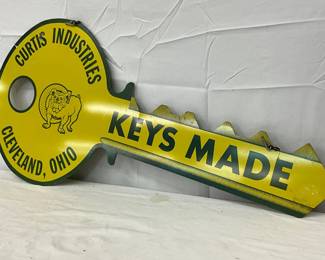 CURTIS INDUSTRIES
CLEVELAND, OHIO
KEYS MADE